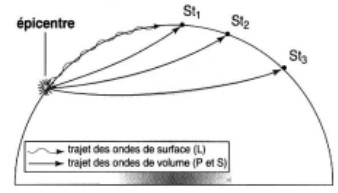 St1
épicentre
St2
St3
trajet des ondes de surface (L)
trajet des ondes de volume (P et S)